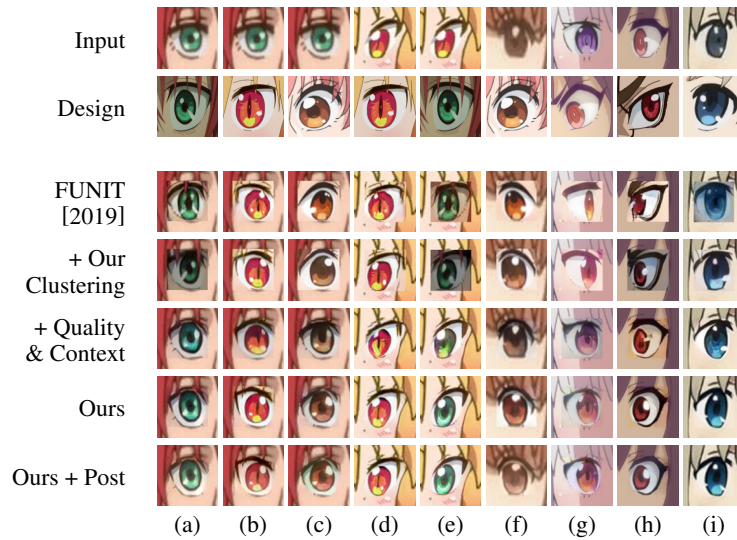 Input
Design
FUNIT
[2019]
+ Our
Clustering
+ Quality
& Context
Ours
Ours + Post
(a) (b) (c) (d) (e) (f) (g) (h) (i)